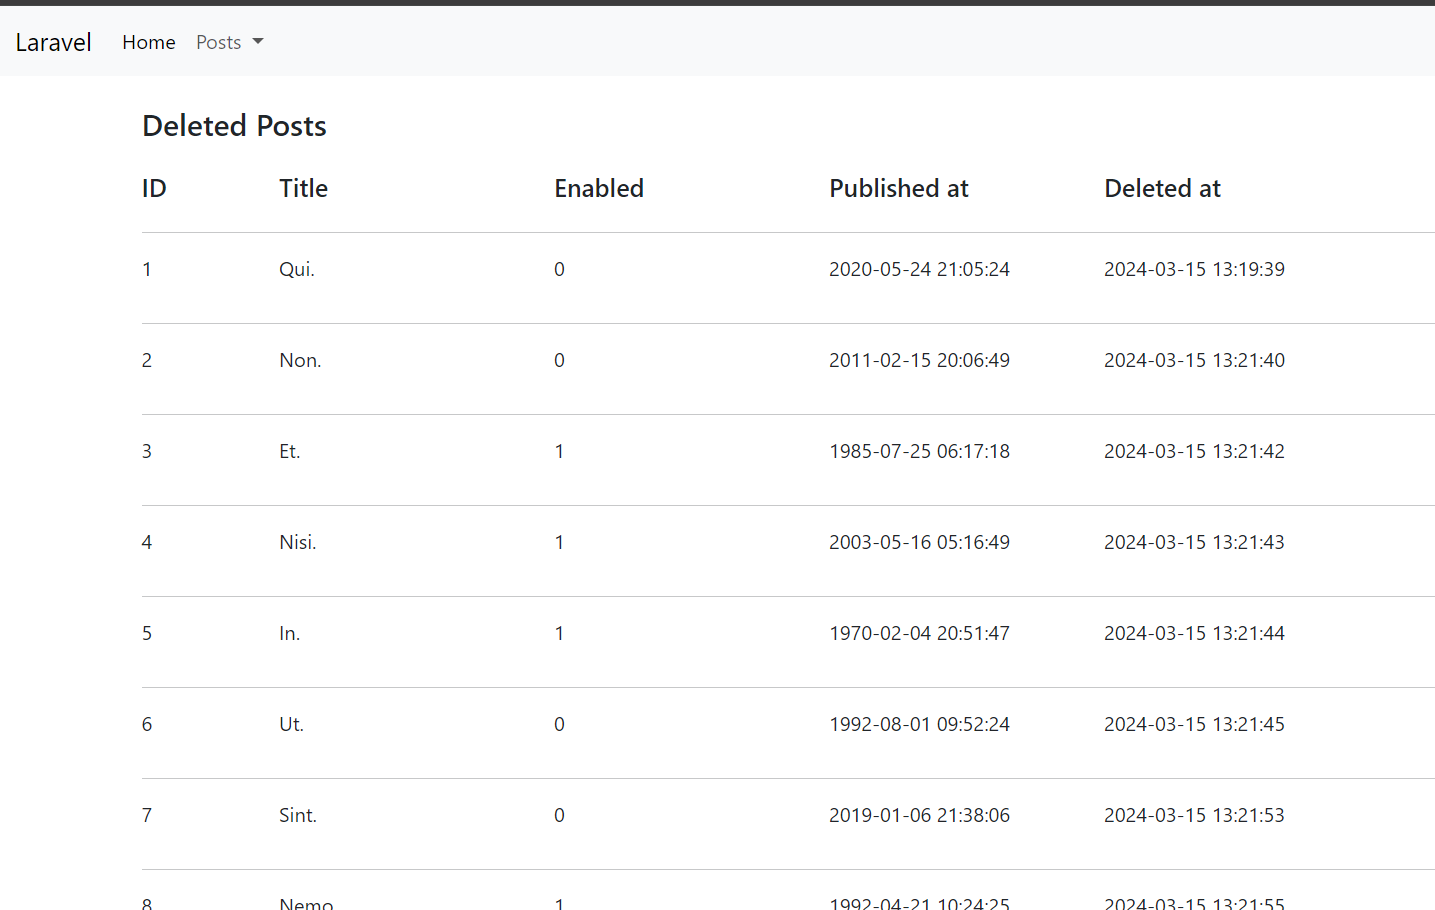 Laravel Home Posts
Deleted Posts
ID Title Enabled Published at Deleted at
1 Qui. 0 2020-05-24 21:05:24 2024-03-15 13:19:39
2 Non. 0 2011-02-15 20:06:49 2024-03-15 13:21:40
3 Et. 1 1985-07-25 06:17:18 2024-03-15 13:21:42
4 Nisi. 1 2003-05-16 05:16:49 2024-03-15 13:21:43
5 In. 1 1970-02-04 20:51:47 2024-03-15 13:21:44
6 Ut. 0 1992-08-01 09:52:24 2024-03-15 13:21:45
7 Sint. 0 2019-01-06 21:38:06 2024-03-15 13:21:53
8 Nemo 1 1992-04-21 10:24:25 2024-03-15 13:21:55